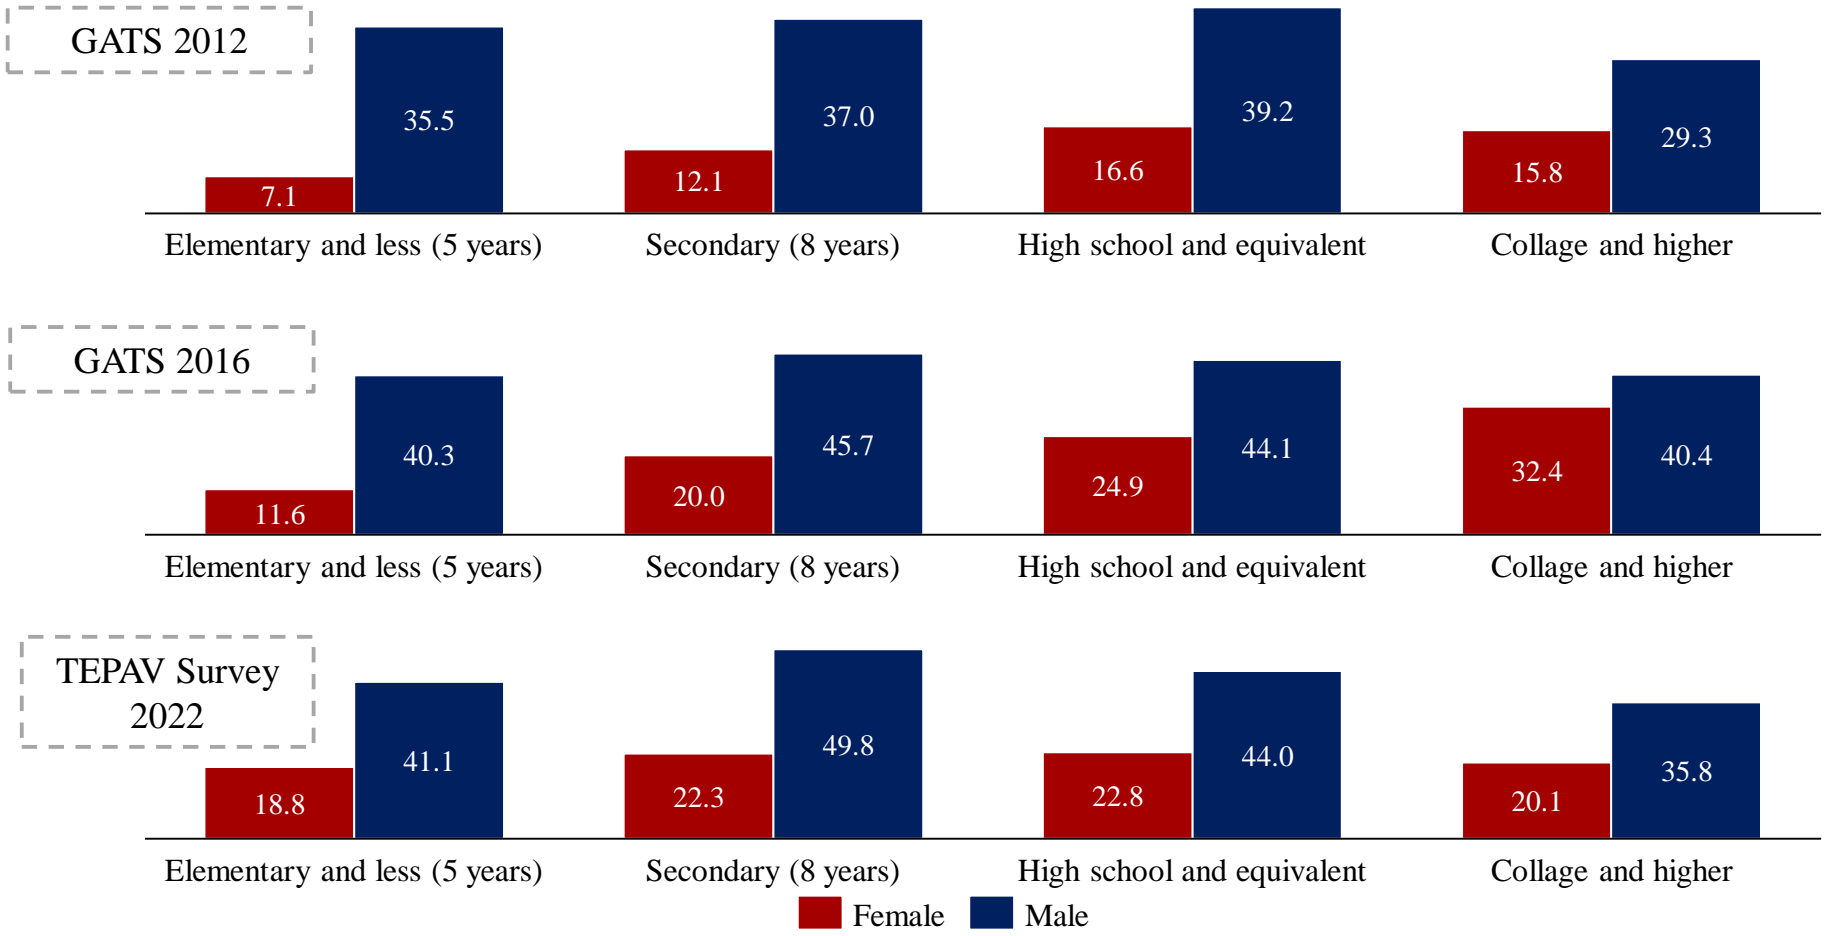 GATS 2012
35.5
37.0
39.2
29.3
7.1
12.1
16.6
15.8
Elementary and less (5 years)
Secondary (8 years)
High school and equivalent
Collage and higher
GATS 2016
40.3
45.7
44.1
40.4
11.6
20.0
24.9
32.4
Elementary and less (5 years)
Secondary (8 years)
High school and equivalent
Collage and higher
TEPAV Survey
2022
41.1
49.8
44.0
35.8
18.8
22.3
22.8
20.1
Elementary and less (5 years)
Secondary (8 years)
High school and equivalent
Collage and higher
Female
Male